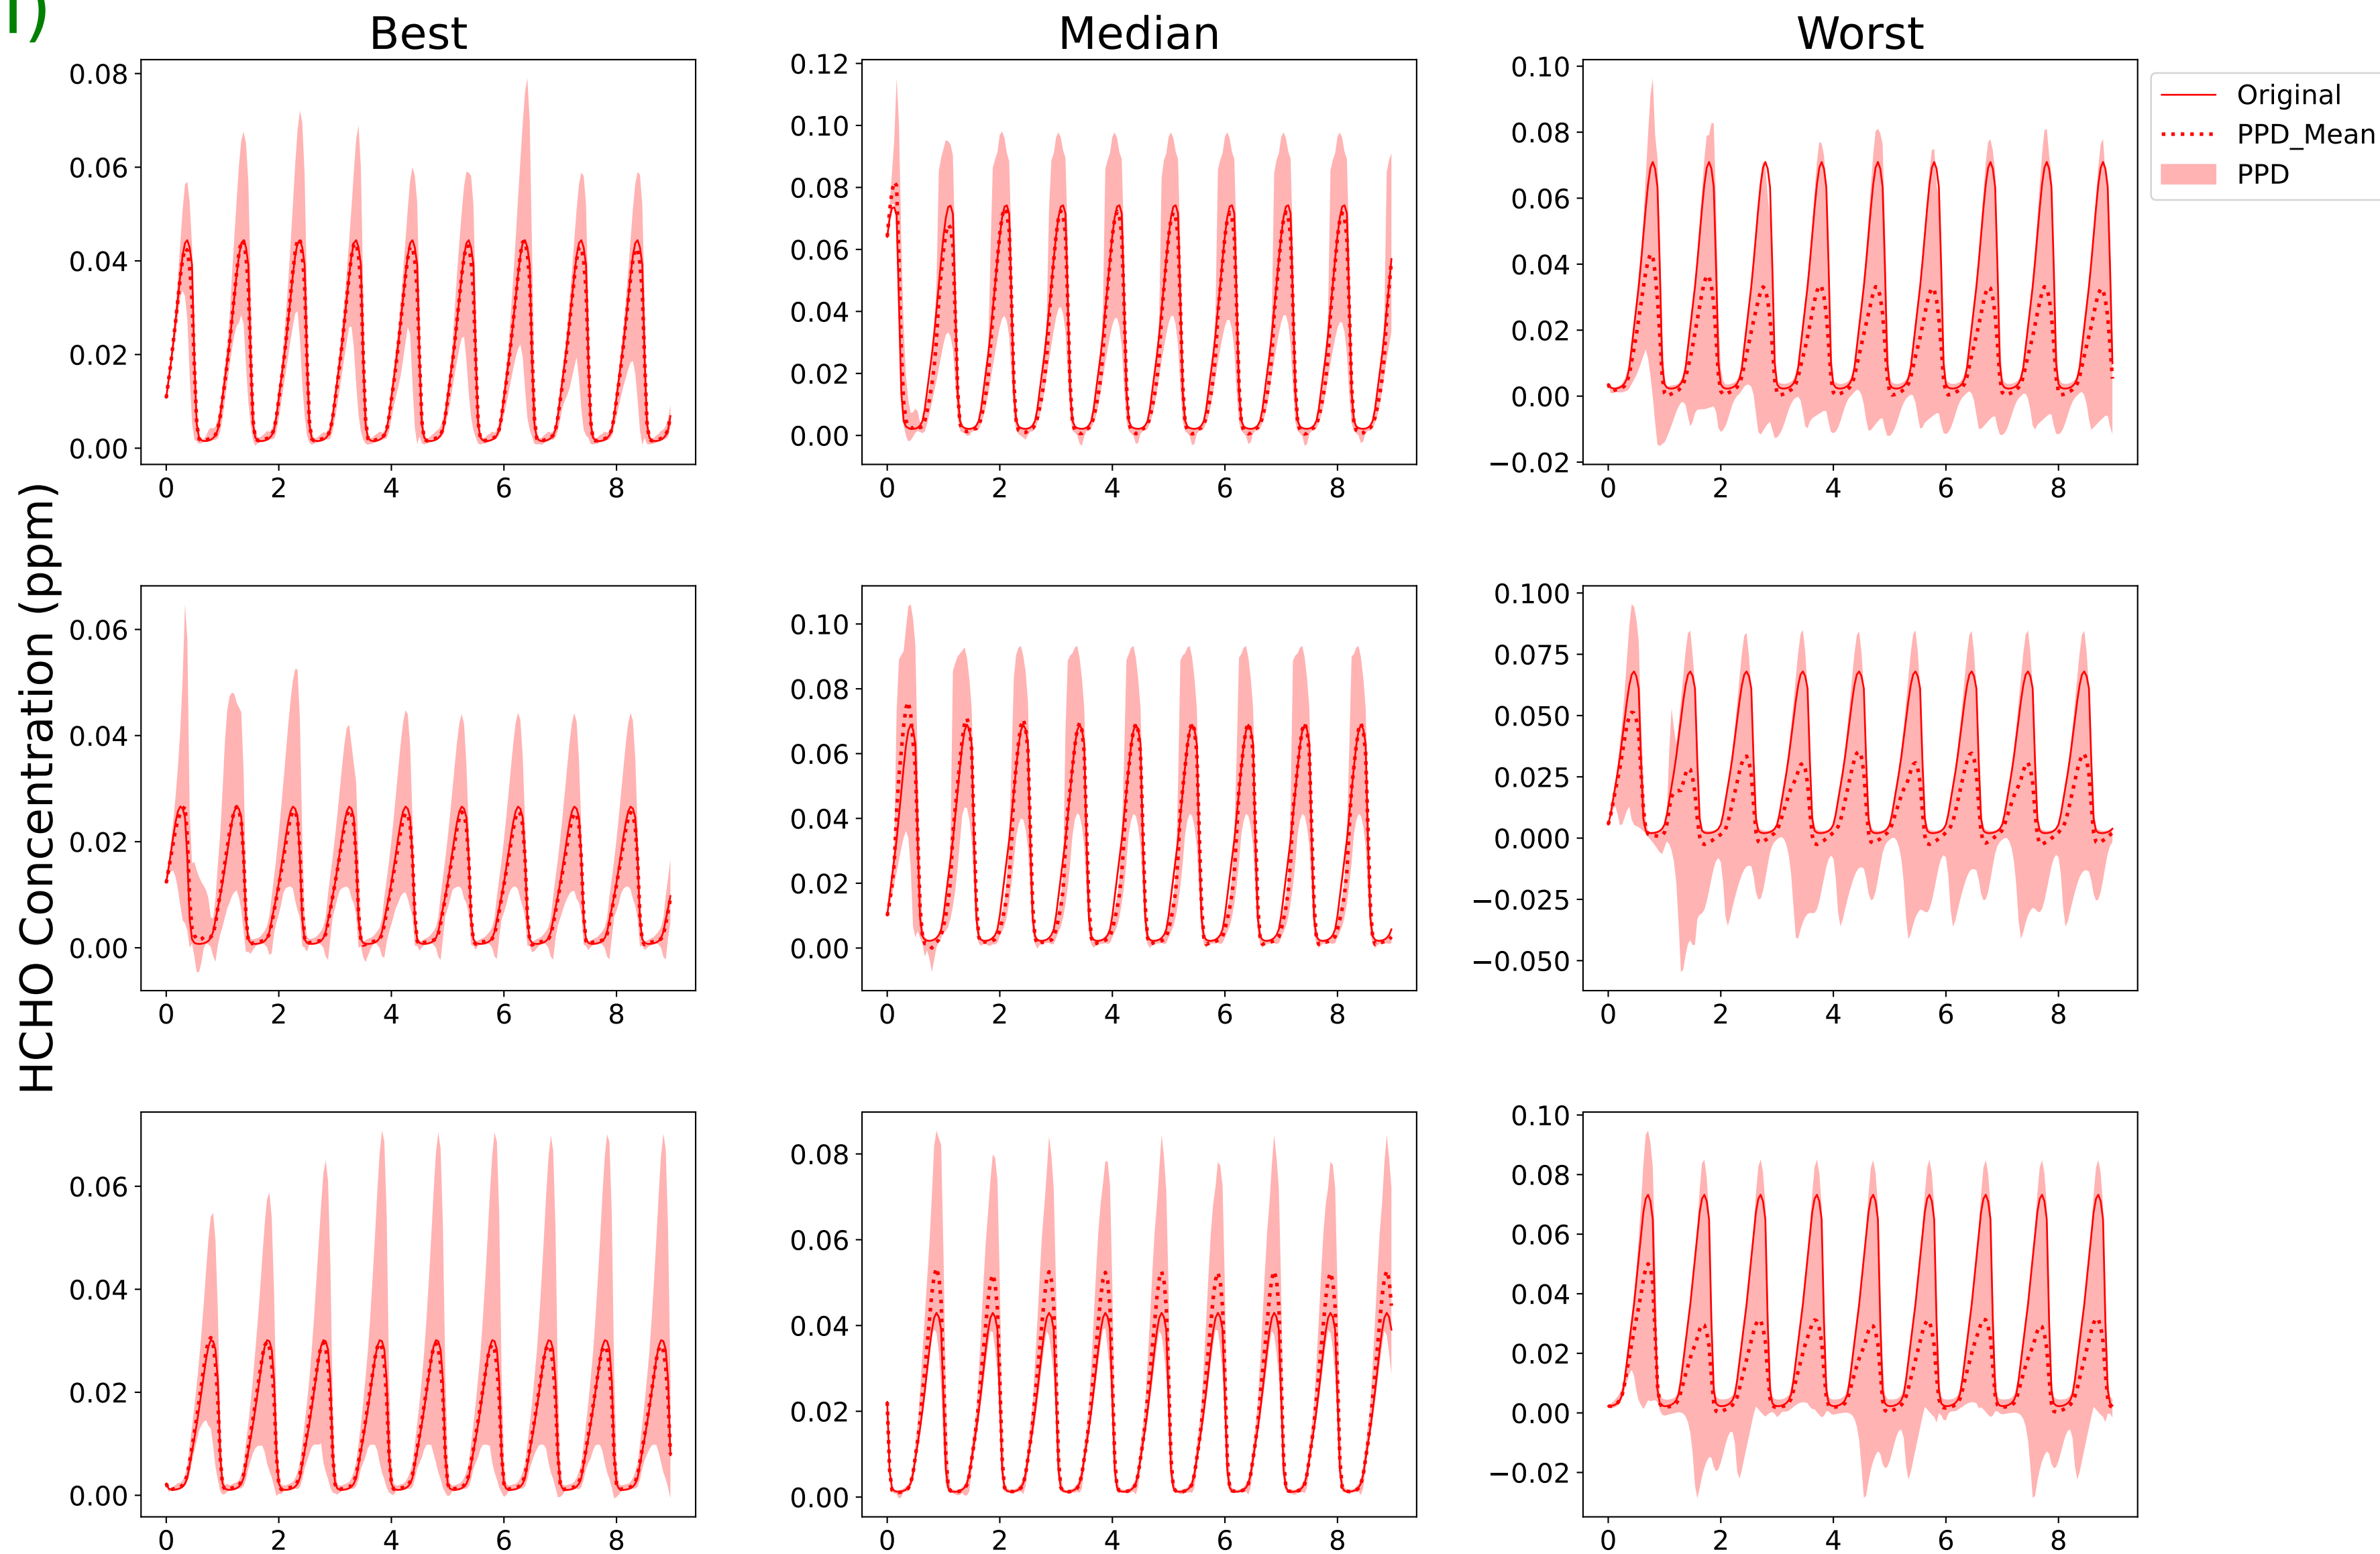 Best Median Worst
Original
PPD_Mean
PPD
HCHO Concentration (ppm)
0.08 0.06 0.04 0.02 0.00
0 2 4 6 8
0.12 0.10 0.08 0.06 0.04 0.02 0.00
0 2 4 6 8
0.10 0.08 0.06 0.04 0.02 0.00 −0.02
0 2 4 6 8
0.06 0.04 0.02 0.00
0 2 4 6 8
0.10 0.08 0.06 0.04 0.02 0.00
0 2 4 6 8
0.100 0.075 0.050 0.025 0.000 −0.025 −0.050
0 2 4 6 8
0.06 0.04 0.02 0.00
0 2 4 6 8
0.08 0.06 0.04 0.02 0.00
0 2 4 6 8
0.10 0.08 0.06 0.04 0.02 0.00 −0.02
0 2 4 6 8